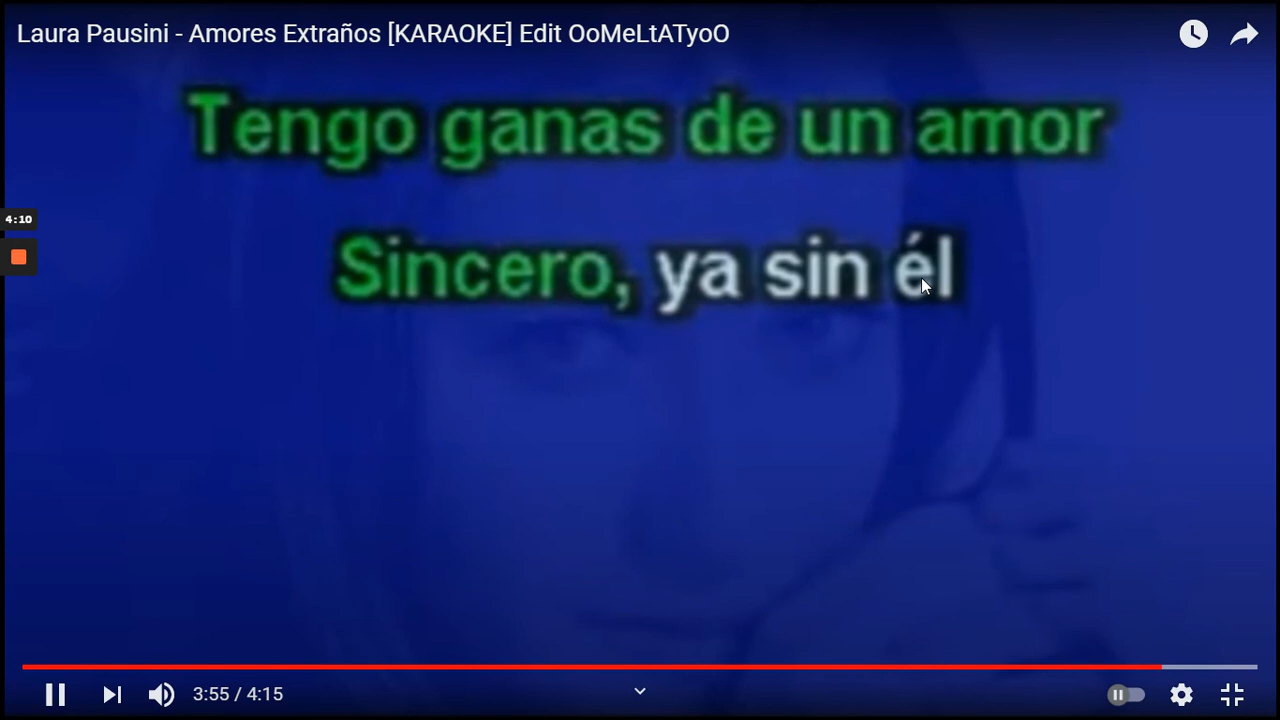 Laura Pausini - Amores Extraños [KARAOKE] Edit OoMeLtATyoO
Tengo ganas de un amor
4:10
Sincero, ya sin él
3:55 / 4:15